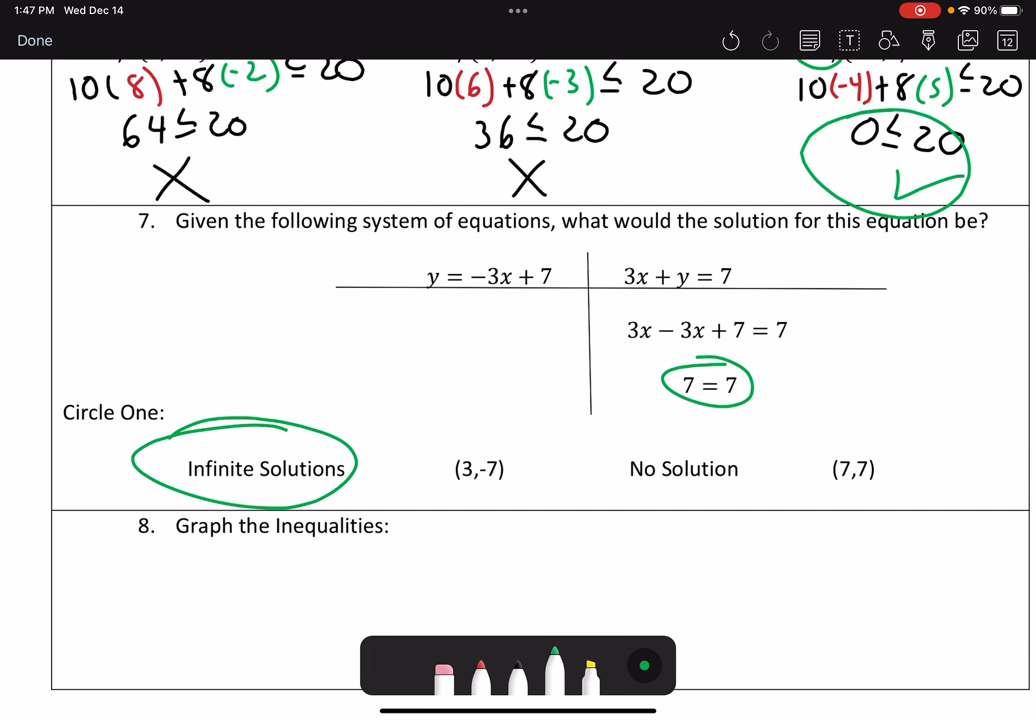 1:47 PM Wed Dec 14
90%
Done
T
12
10(8) +8(-2) ≤ 20
10(6) +8(-3) ≤ 20
10(-4)+8(5) ≤ 20
64 ≤ 20
36 ≤ 20
0 ≤ 20
7. Given the following system of equations, what would the solution for this equation be?
y = −3x + 7
3x + y = 7
3x − 3x + 7 = 7
7 = 7
Circle One:
Infinite Solutions (3,-7) No Solution (7,7)
8. Graph the Inequalities: